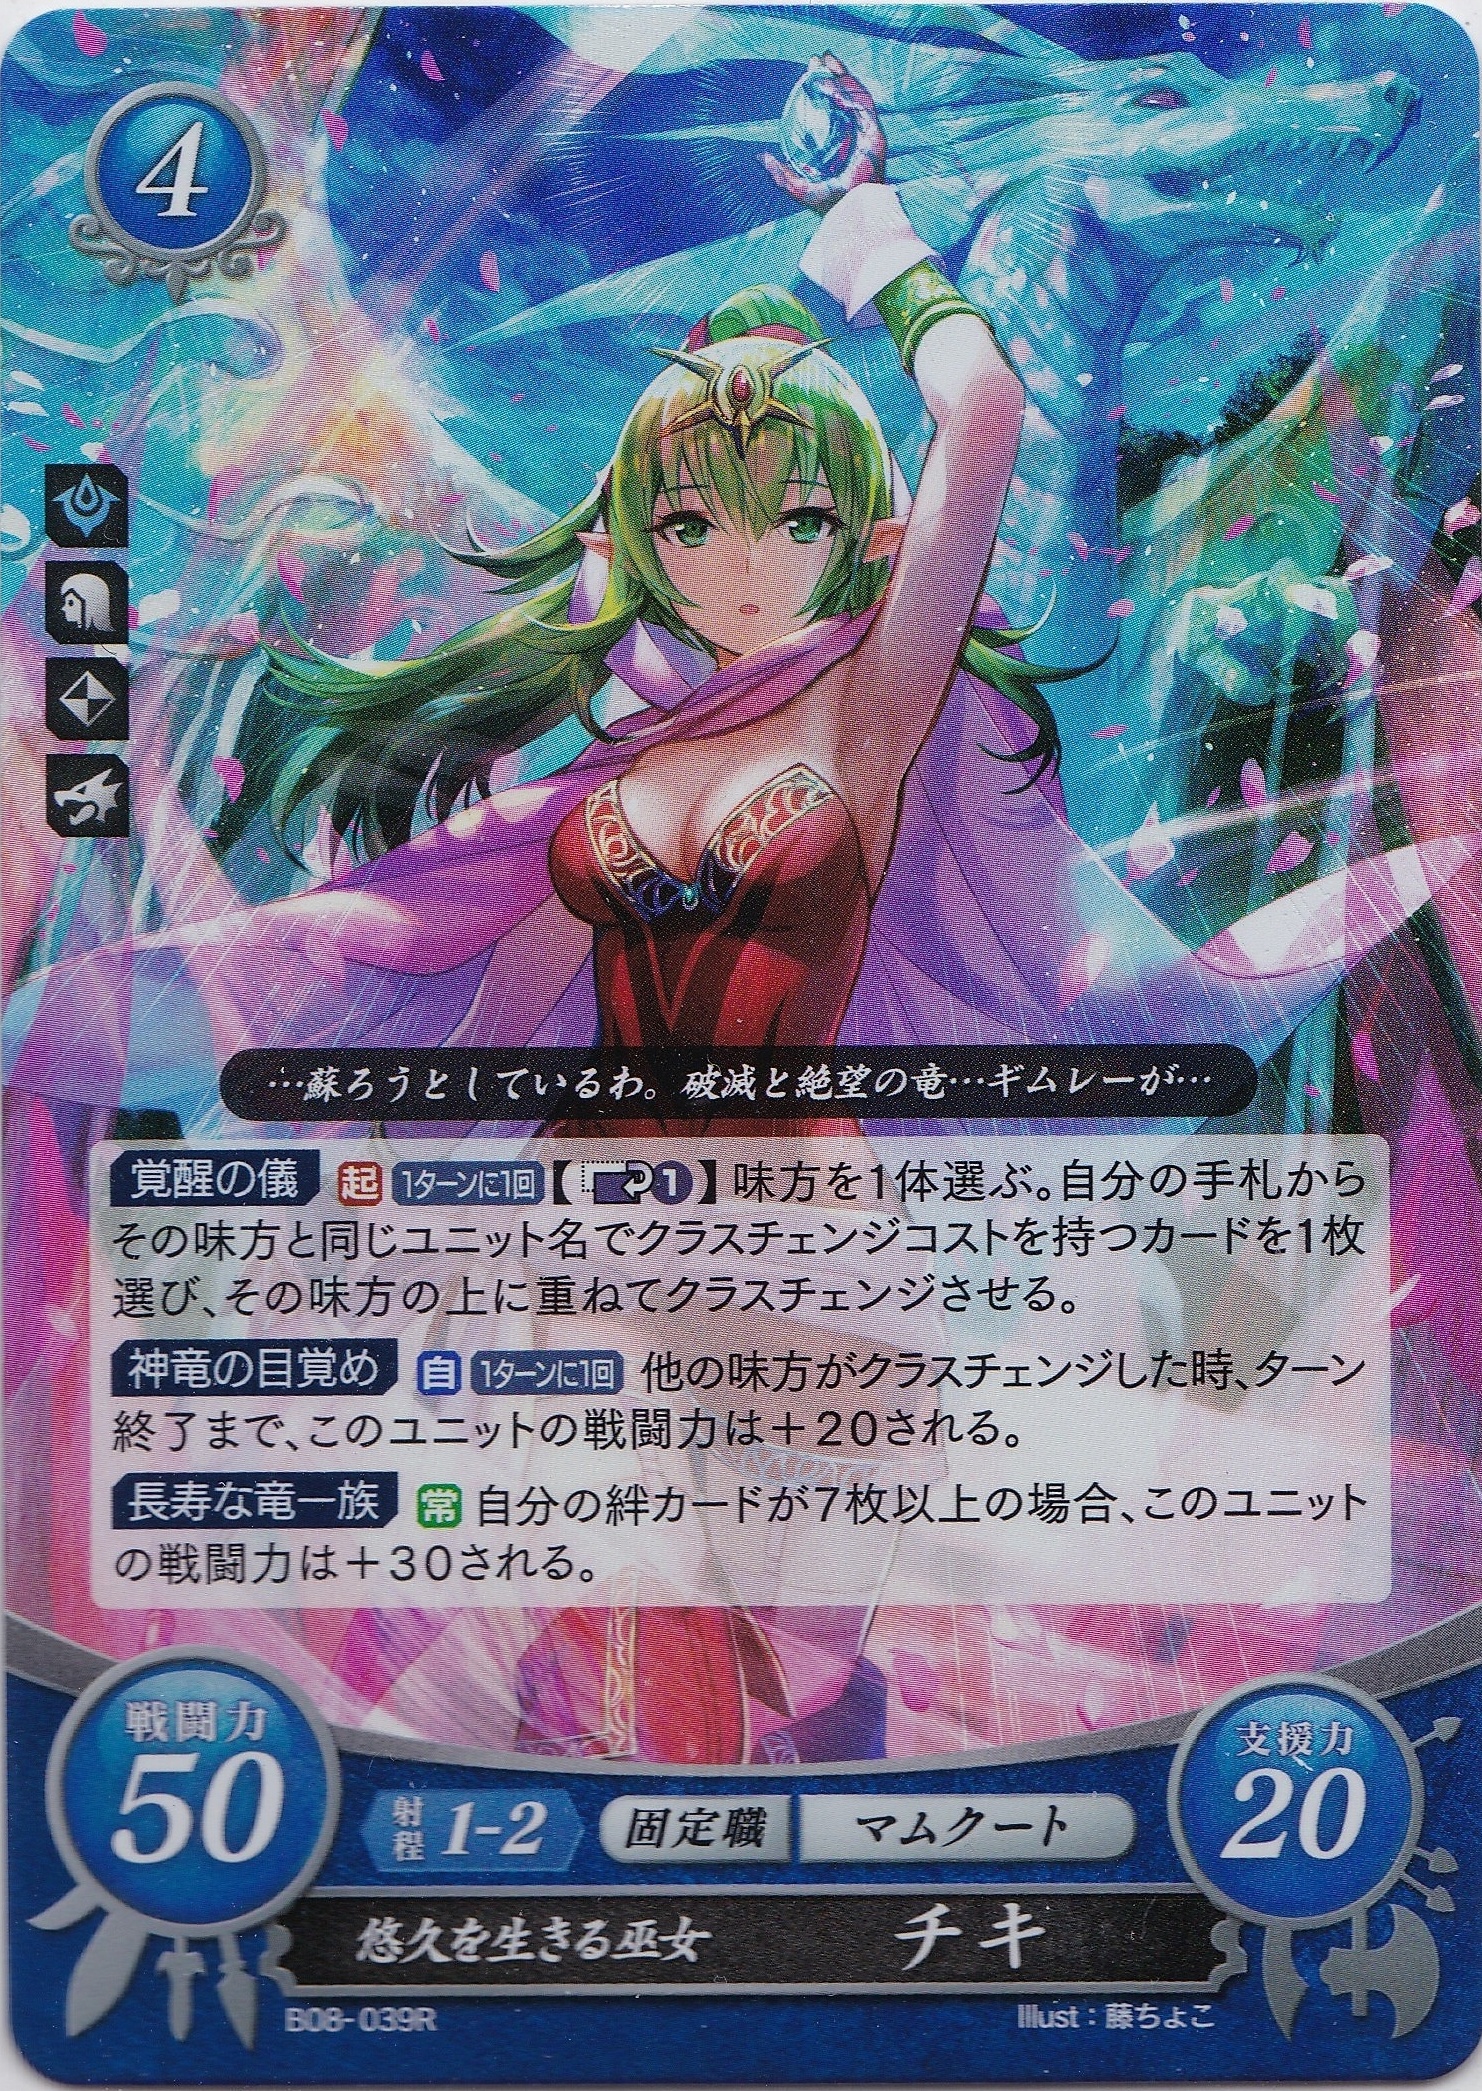 4
…蘇ろうとしているわ。破滅と絶望の竜…ギムレーが…
覚醒の儀 起 1ターンに1回【 1】味方を1体選ぶ。自分の手札から
その味方と同じユニット名でクラスチェンジコストを持つカードを1枚
選び、その味方の上に重ねてクラスチェンジさせる。
神竜の目覚め 自 1ターンに1回 他の味方がクラスチェンジした時、ターン
終了まで、このユニットの戦闘力は＋20される。
長寿な竜一族 常 自分の絆カードが7枚以上の場合、このユニット
の戦闘力は＋30される。
戦闘力
50
射程 1-2 固定職 マムクート
支援力
20
悠久を生きる巫女 チキ
B08-039R Illust：藤ちょこ